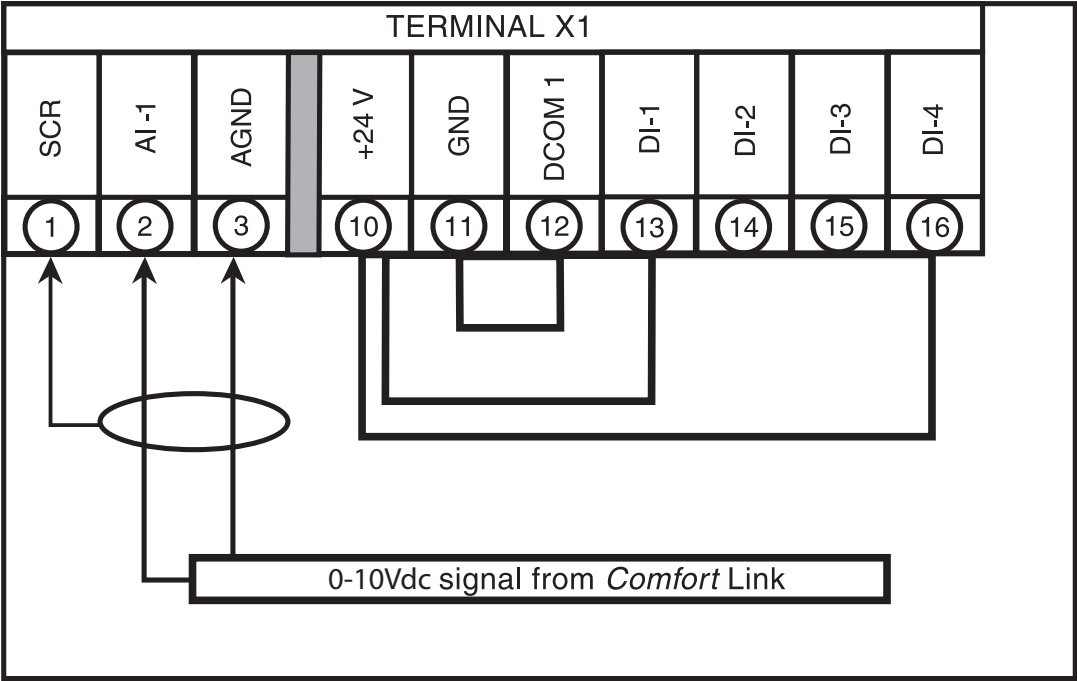 TERMINAL X1
SCR
AI -1
AGND
+24 V
GND
DCOM 1
DI-1
DI-2
DI-3
DI-4
1
2
3
10
11
12
13
14
15
16
0-10Vdc signal from Comfort Link